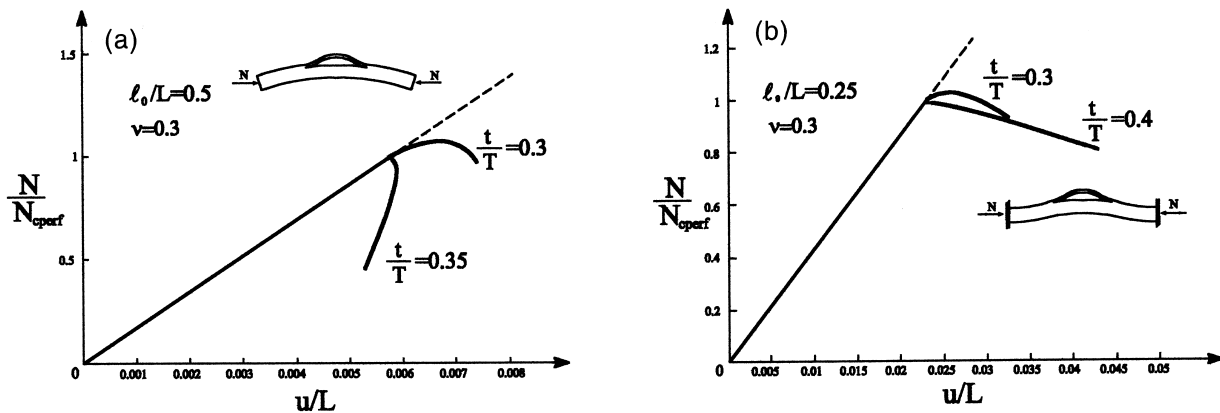 (a)
1.5
1
0.5
N/N_cperf
ℓ₀/L=0.5
ν=0.3
N N
t/T=0.3
t/T=0.35
0 0.001 0.002 0.003 0.004 0.005 0.006 0.007 0.008
u/L
(b)
1.2
1
0.8
0.6
0.4
0.2
N/N_cperf
ℓ₀/L=0.25
ν=0.3
t/T=0.3
t/T=0.4
N N
0 0.005 0.01 0.015 0.02 0.025 0.03 0.035 0.04 0.045 0.05
u/L